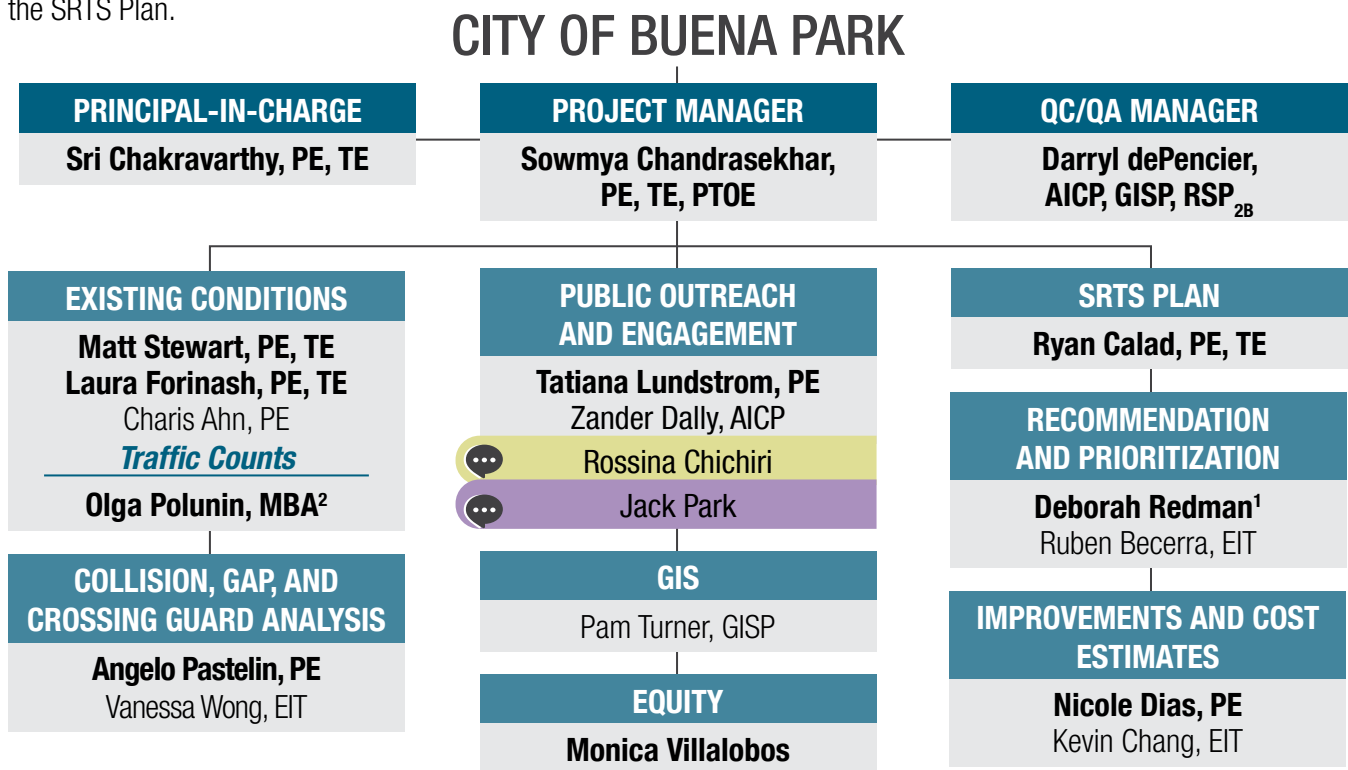 the SRTS Plan.
CITY OF BUENA PARK
PRINCIPAL-IN-CHARGE
Sri Chakravarthy, PE, TE
PROJECT MANAGER
Sowmya Chandrasekhar,
PE, TE, PTOE
QC/QA MANAGER
Darryl dePencier,
AICP, GISP, RSP2B
EXISTING CONDITIONS
Matt Stewart, PE, TE
Laura Forinash, PE, TE
Charis Ahn, PE
Traffic Counts
Olga Polunin, MBA²
COLLISION, GAP, AND
CROSSING GUARD ANALYSIS
Angelo Pastelin, PE
Vanessa Wong, EIT
PUBLIC OUTREACH
AND ENGAGEMENT
Tatiana Lundstrom, PE
Zander Dally, AICP
Rossina Chichiri
Jack Park
GIS
Pam Turner, GISP
EQUITY
Monica Villalobos
SRTS PLAN
Ryan Calad, PE, TE
RECOMMENDATION
AND PRIORITIZATION
Deborah Redman¹
Ruben Becerra, EIT
IMPROVEMENTS AND COST
ESTIMATES
Nicole Dias, PE
Kevin Chang, EIT